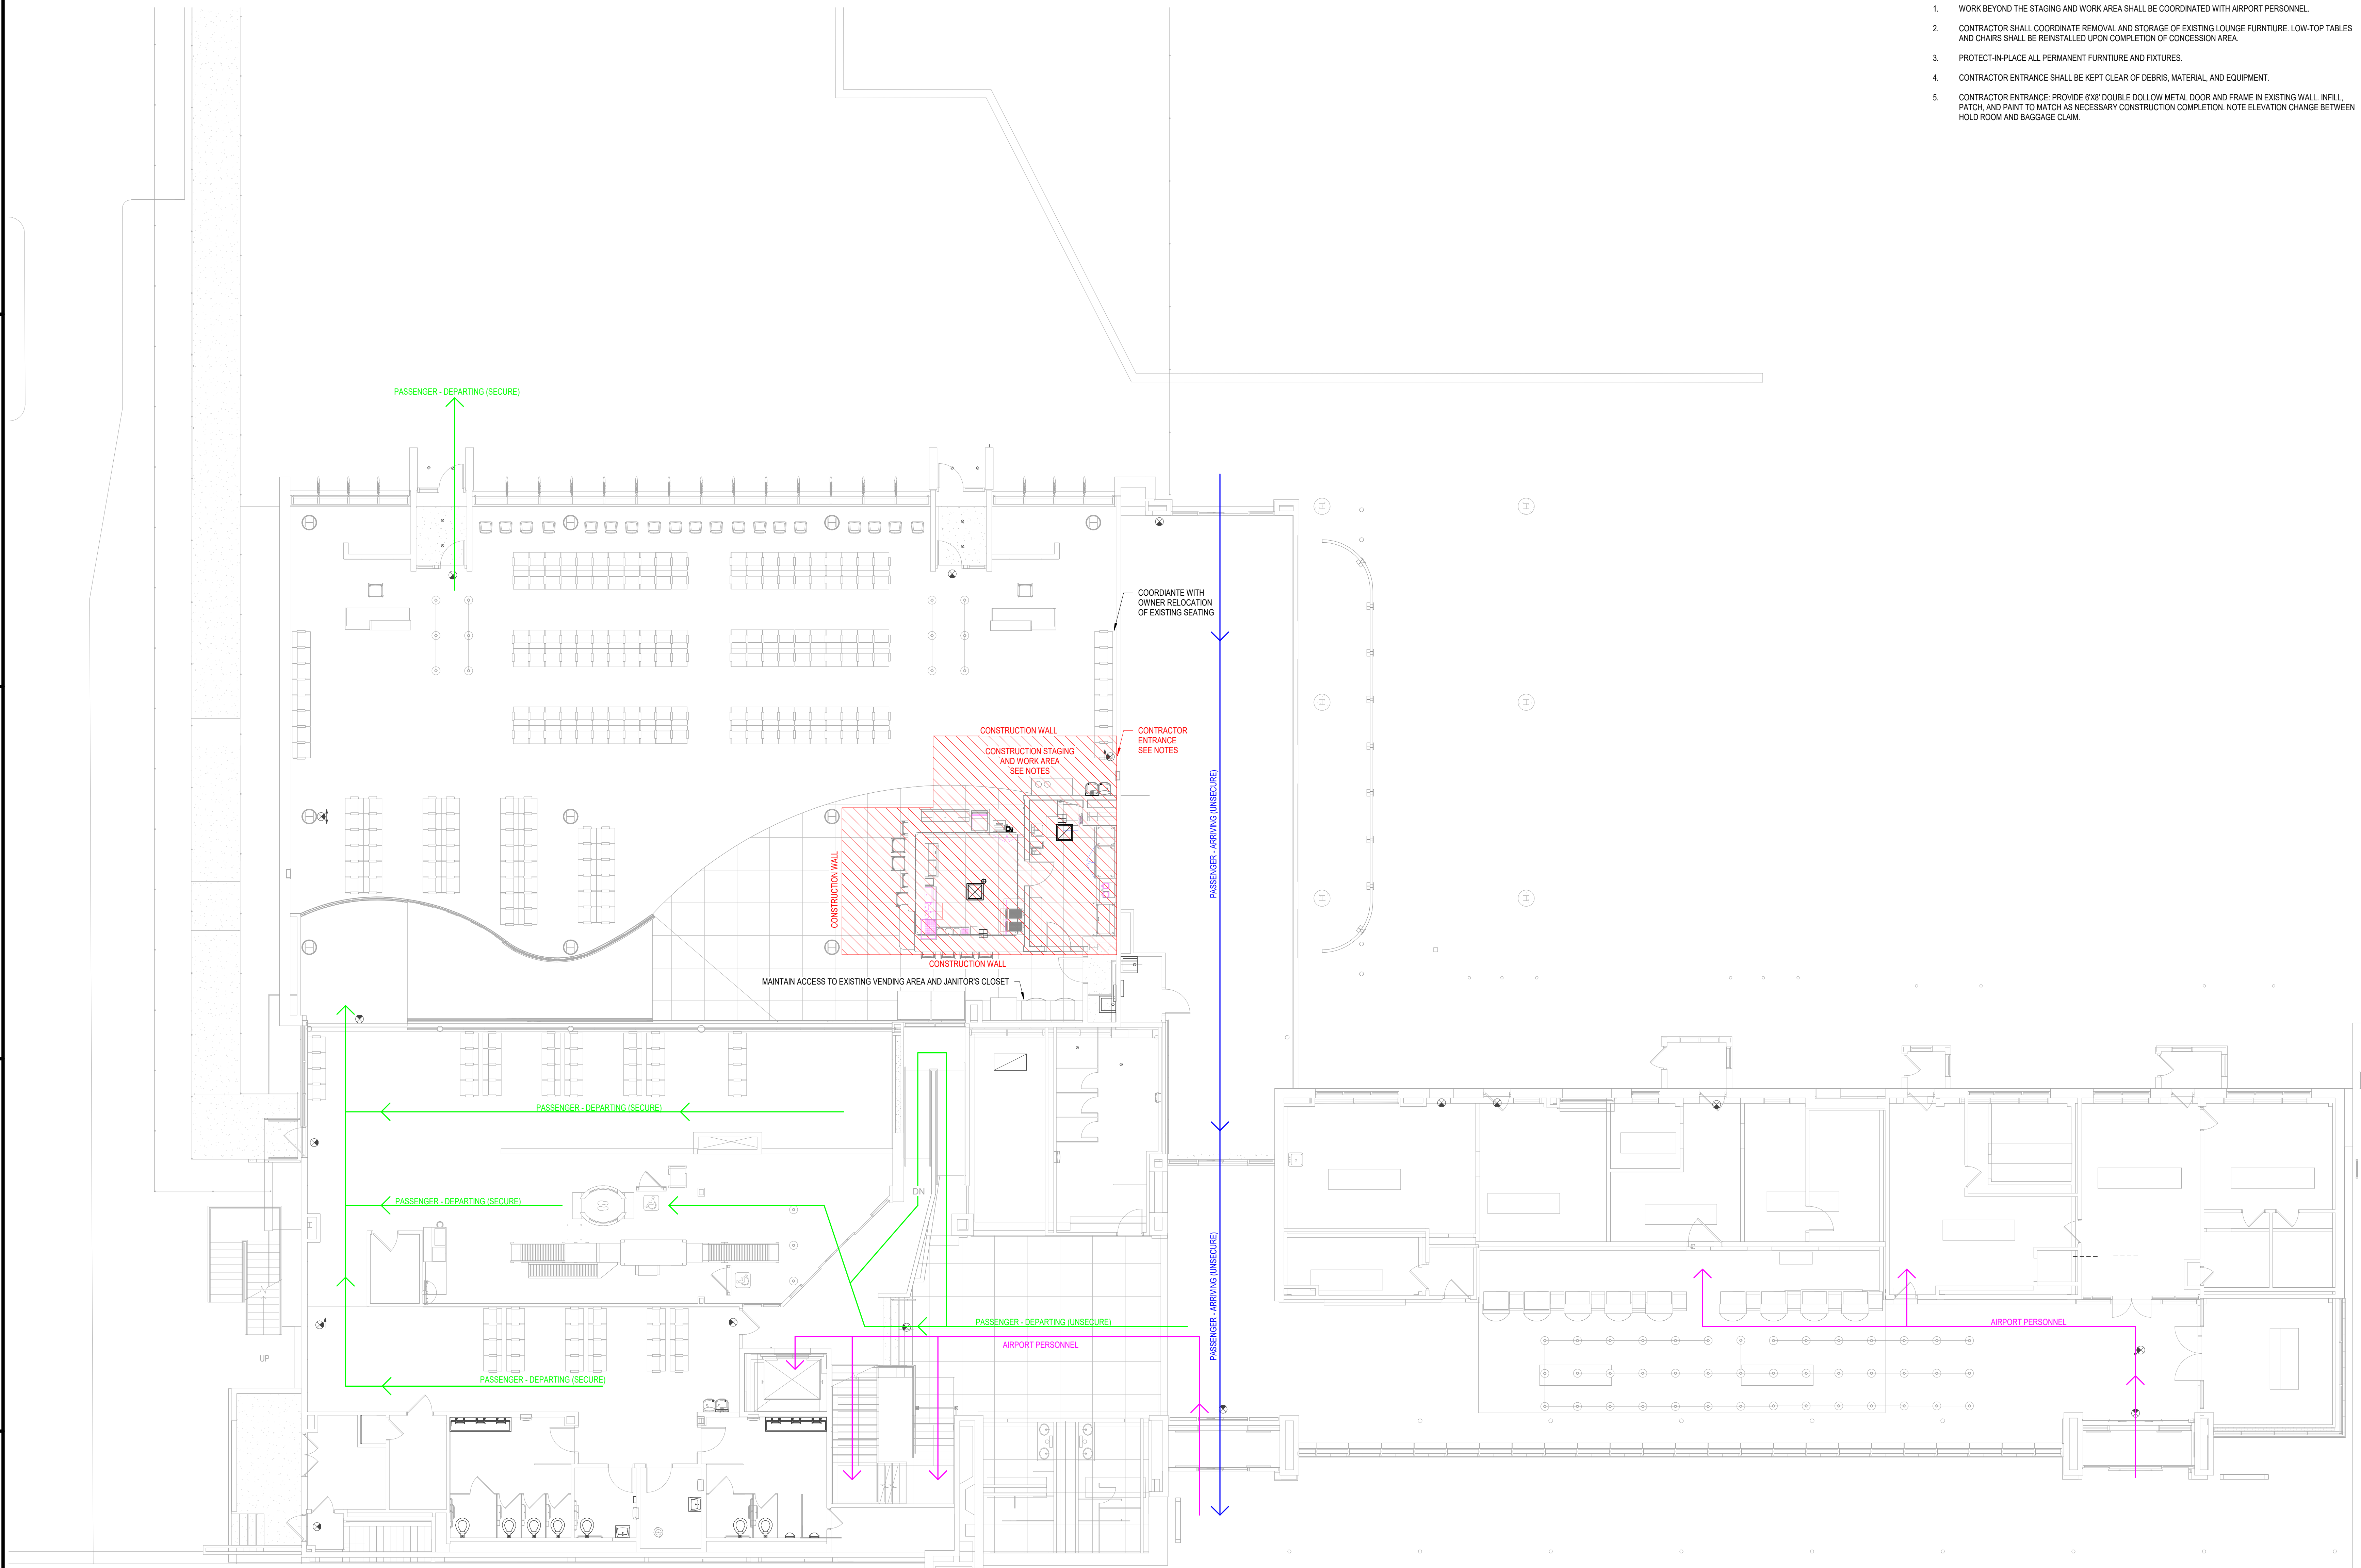 1. WORK BEYOND THE STAGING AND WORK AREA SHALL BE COORDINATED WITH AIRPORT PERSONNEL.
2. CONTRACTOR SHALL COORDINATE REMOVAL AND STORAGE OF EXISTING LOUNGE FURNTIURE. LOW-TOP TABLES
AND CHAIRS SHALL BE REINSTALLED UPON COMPLETION OF CONCESSION AREA.
3. PROTECT-IN-PLACE ALL PERMANENT FURNTIURE AND FIXTURES.
4. CONTRACTOR ENTRANCE SHALL BE KEPT CLEAR OF DEBRIS, MATERIAL, AND EQUIPMENT.
5. CONTRACTOR ENTRANCE: PROVIDE 6'X8' DOUBLE DOLLOW METAL DOOR AND FRAME IN EXISTING WALL. INFILL,
PATCH, AND PAINT TO MATCH AS NECESSARY CONSTRUCTION COMPLETION. NOTE ELEVATION CHANGE BETWEEN
HOLD ROOM AND BAGGAGE CLAIM.
PASSENGER - DEPARTING (SECURE)
COORDIANTE WITH
OWNER RELOCATION
OF EXISTING SEATING
CONSTRUCTION WALL
CONTRACTOR
ENTRANCE
SEE NOTES
CONSTRUCTION STAGING
AND WORK AREA
SEE NOTES
PASSENGER - ARRIVING (UNSECURE)
CONSTRUCTION WALL
CONSTRUCTION WALL
MAINTAIN ACCESS TO EXISTING VENDING AREA AND JANITOR'S CLOSET
PASSENGER - DEPARTING (SECURE)
DN
PASSENGER - DEPARTING (SECURE)
PASSENGER - ARRIVING (UNSECURE)
PASSENGER - DEPARTING (UNSECURE)
AIRPORT PERSONNEL
AIRPORT PERSONNEL
UP
PASSENGER - DEPARTING (SECURE)